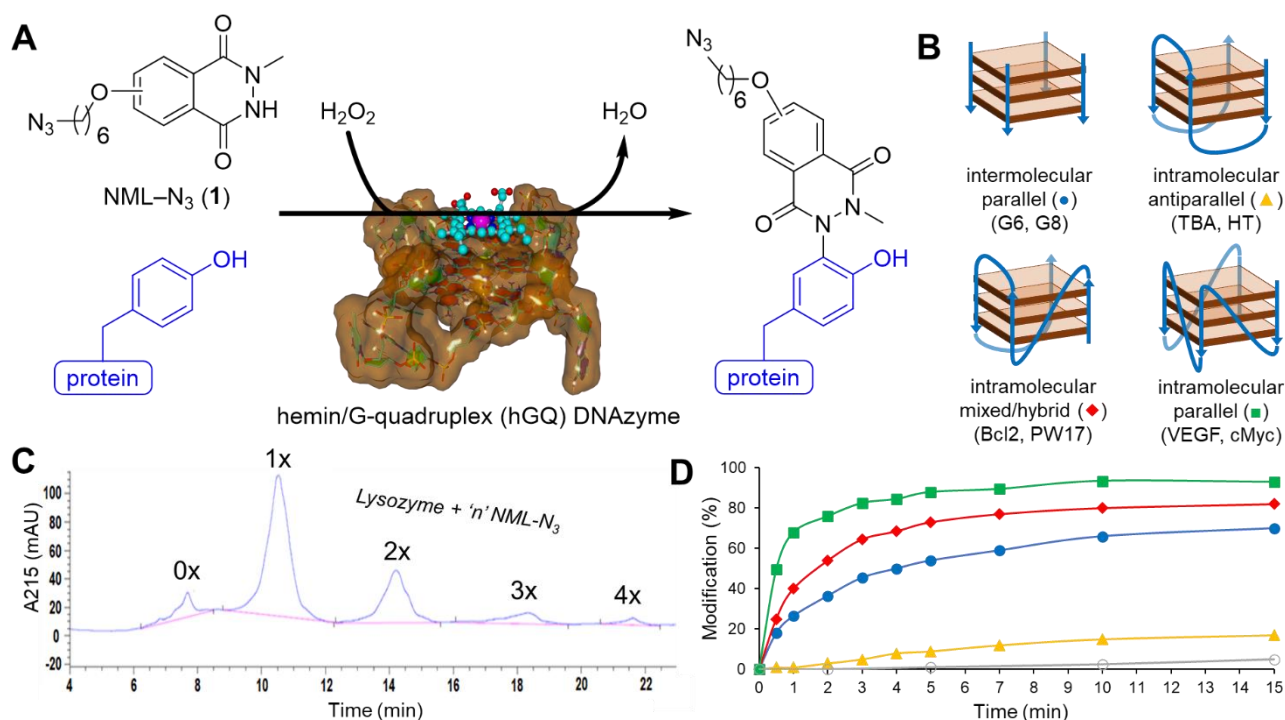 A
O
N
NH
O
O
N3
( )6
NML–N3 (1)
OH
protein
H2O2
H2O
hemin/G-quadruplex (hGQ) DNAzyme
N3
( )6
O
O
N
N
O
OH
protein
B
intermolecular
parallel (●)
(G6, G8)
intramolecular
antiparallel (▲)
(TBA, HT)
intramolecular
mixed/hybrid (◆)
(Bcl2, PW17)
intramolecular
parallel (■)
(VEGF, cMyc)
C
A215 (mAU)
100
80
60
40
20
0
-20
0x
1x
2x
3x
4x
Lysozyme + ‘n’ NML-N3
4 6 8 10 12 14 16 18 20 22
Time (min)
D
Modification (%)
100
80
60
40
20
0
0 1 2 3 4 5 6 7 8 9 10 11 12 13 14 15
Time (min)